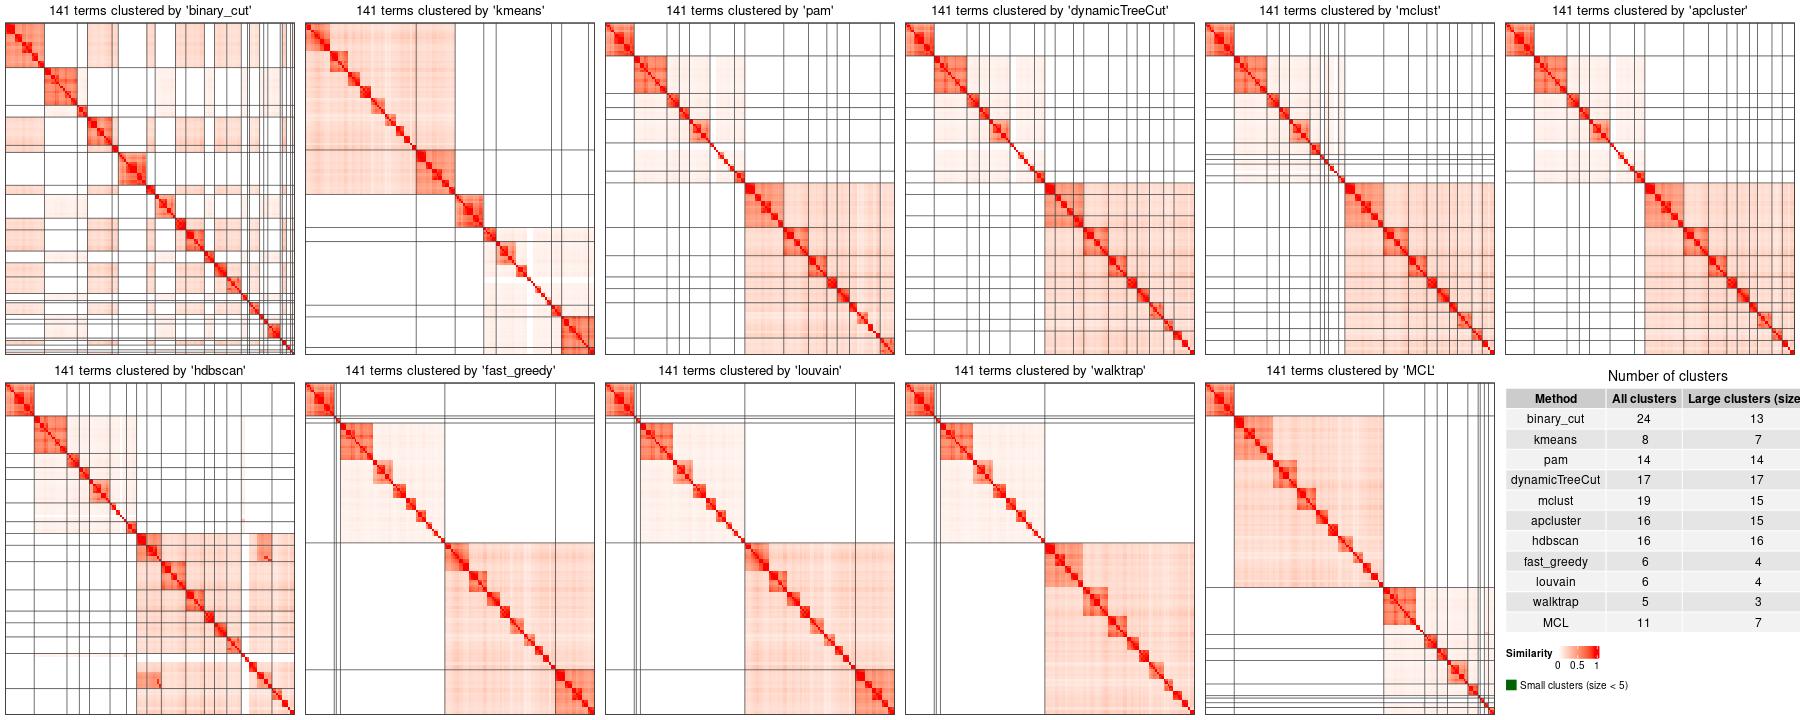 141 terms clustered by 'binary_cut'
141 terms clustered by 'kmeans'
141 terms clustered by 'pam'
141 terms clustered by 'dynamicTreeCut'
141 terms clustered by 'mclust'
141 terms clustered by 'apcluster'
141 terms clustered by 'hdbscan'
141 terms clustered by 'fast_greedy'
141 terms clustered by 'louvain'
141 terms clustered by 'walktrap'
141 terms clustered by 'MCL'
Number of clusters
Method All clusters Large clusters (size
binary_cut 24 13
kmeans 8 7
pam 14 14
dynamicTreeCut 17 17
mclust 19 15
apcluster 16 15
hdbscan 16 16
fast_greedy 6 4
louvain 6 4
walktrap 5 3
MCL 11 7
Similarity
0 0.5 1
Small clusters (size < 5)